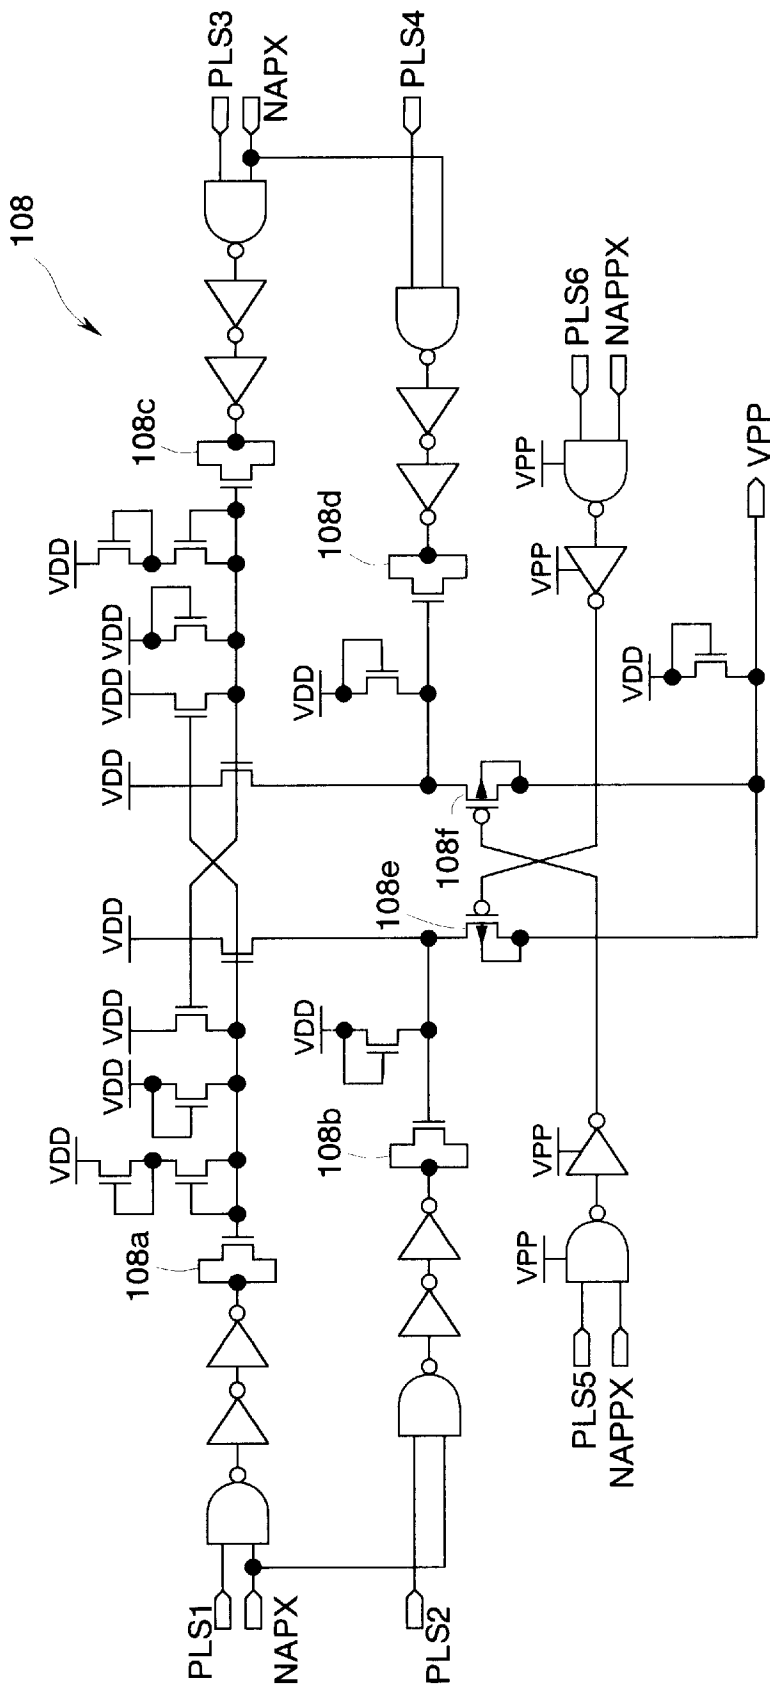 108
PLS1
NAPX
108a
VDD
VDD
VDD
VDD
VDD
VDD
VDD
VDD
108c
PLS3
NAPX
PLS2
108b
VDD
108e
108f
VDD
108d
PLS4
PLS5
NAPPX
VPP
VPP
VDD
VPP
VPP
PLS6
NAPPX
VPP